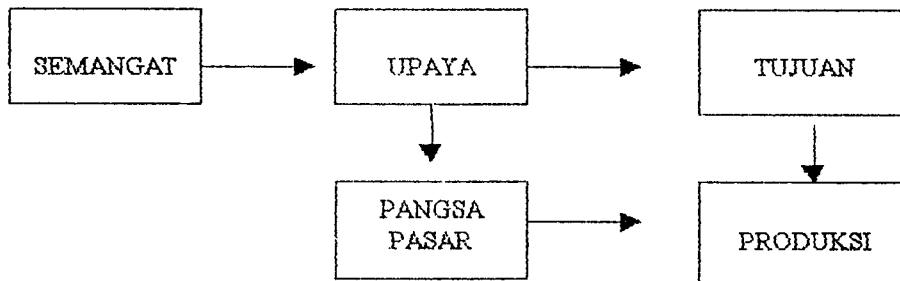 SEMANGAT
UPAYA
TUJUAN
PANGSA
PASAR
PRODUKSI